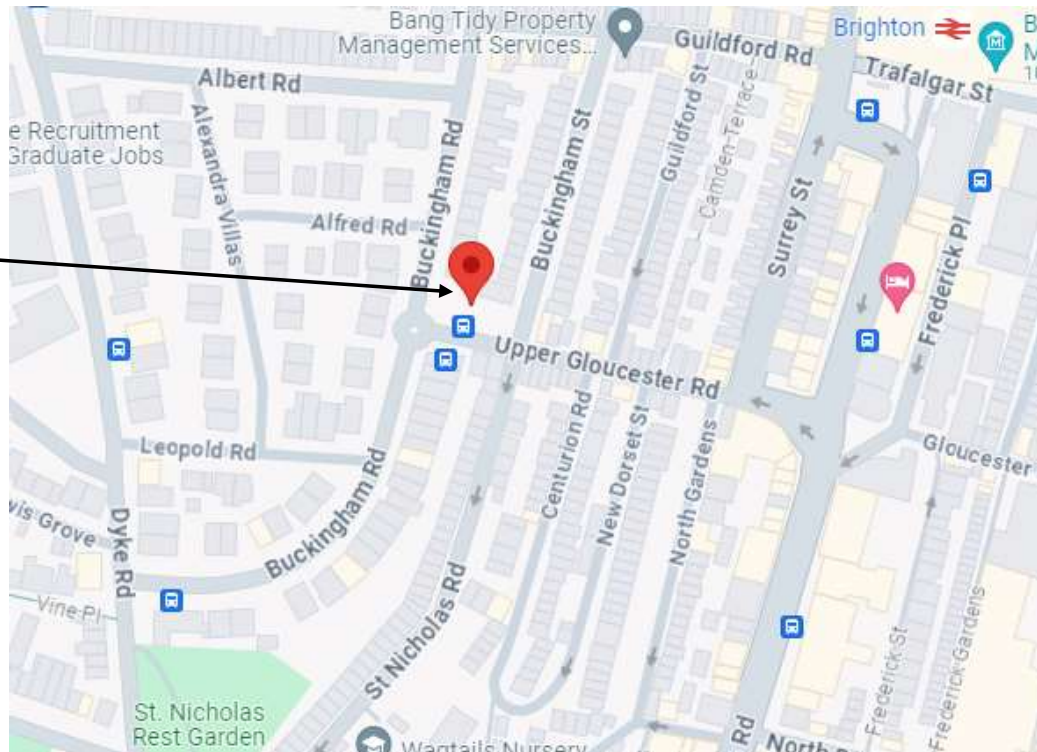 Bang Tidy Property
Management Services...
Guildford Rd
Brighton
B
M
10
Trafalgar St
Albert Rd
e Recruitment
Graduate Jobs
Alexandra Villas
Alfred Rd
Buckingham Rd
Buckingham St
Guildford St
Camden Terrace
Surrey St
Frederick Pl
Upper Gloucester Rd
Gloucester
Leopold Rd
wis Grove
Dyke Rd
Buckingham Rd
Vine Pl
St Nicholas Rd
Centurion Rd
New Dorset St
North Gardens
Frederick St
Frederick Gardens
St. Nicholas
Rest Garden
Wagtails Nursery
Rd
North